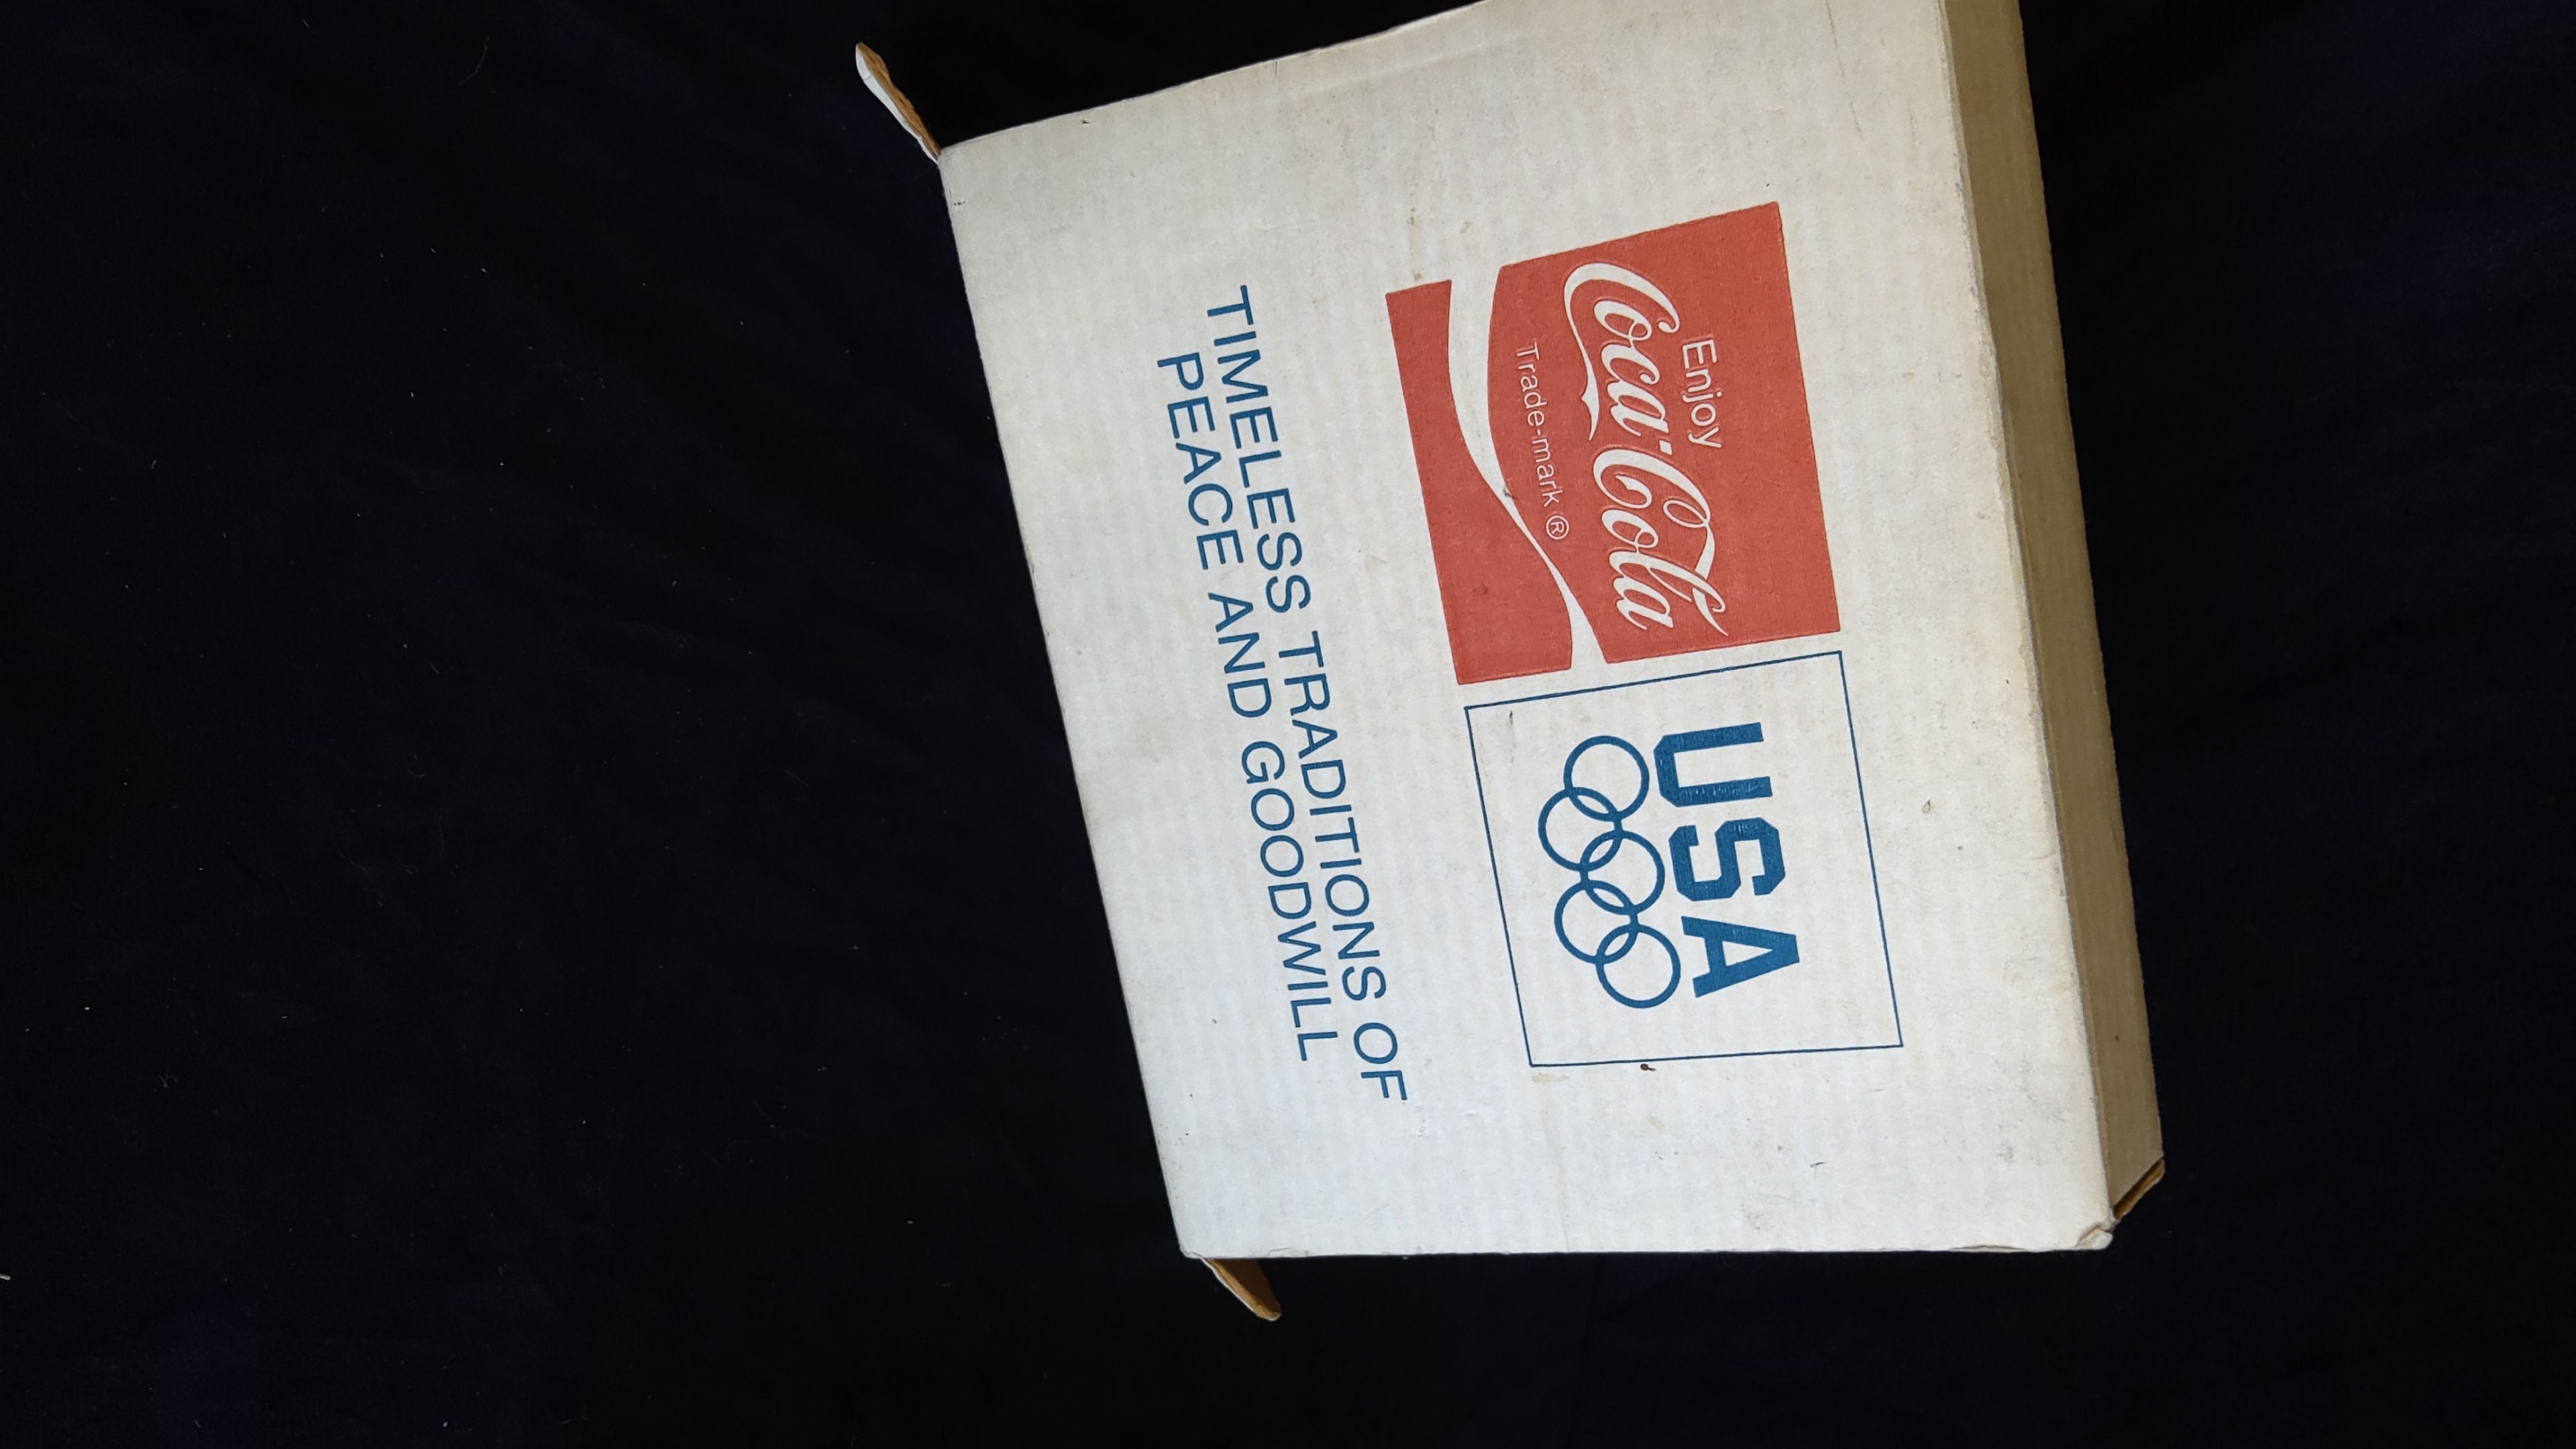 Enjoy
Coca-Cola
Trade-mark ®
USA
TIMELESS TRADITIONS OF
PEACE AND GOODWILL